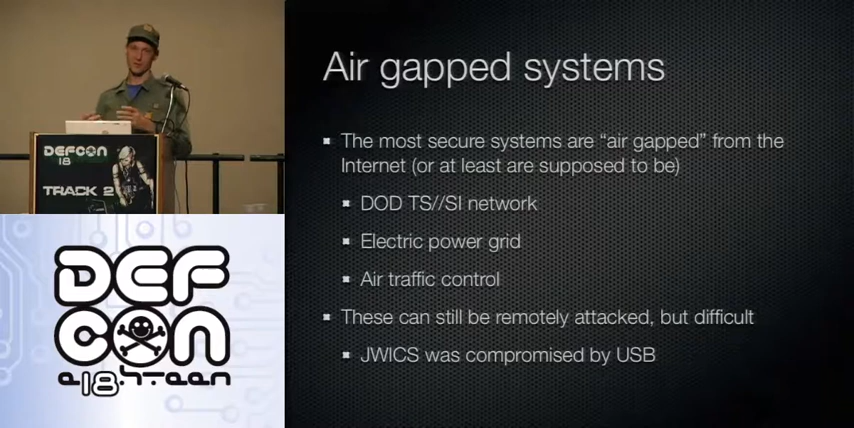 Air gapped systems
The most secure systems are “air gapped” from the
Internet (or at least are supposed to be)
DOD TS//SI network
Electric power grid
Air traffic control
These can still be remotely attacked, but difficult
JWICS was compromised by USB
DEFCON
18
TRACK 2
DEF
CON
e18hteen